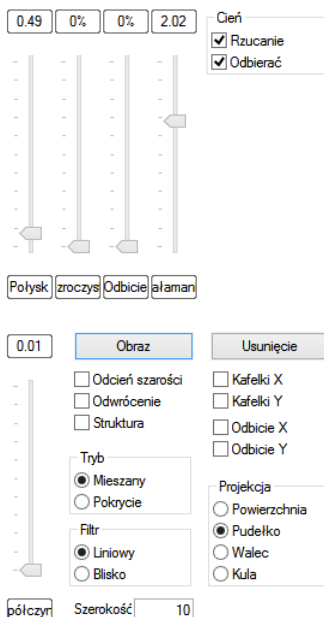 0.49 0% 0% 2.02
Cień
Rzucanie
Odbierać
Połysk zroczyst Odbicie ałaman
0.01 Obraz Usunięcie
Odcień szarości Kafelki X
Odwrócenie Kafelki Y
Struktura Odbicie X
Odbicie Y
Tryb
Mieszany
Pokrycie
Projekcja
Powierzchnia
Pudełko
Walec
Kula
Filtr
Liniowy
Blisko
półczyn Szerokość 10